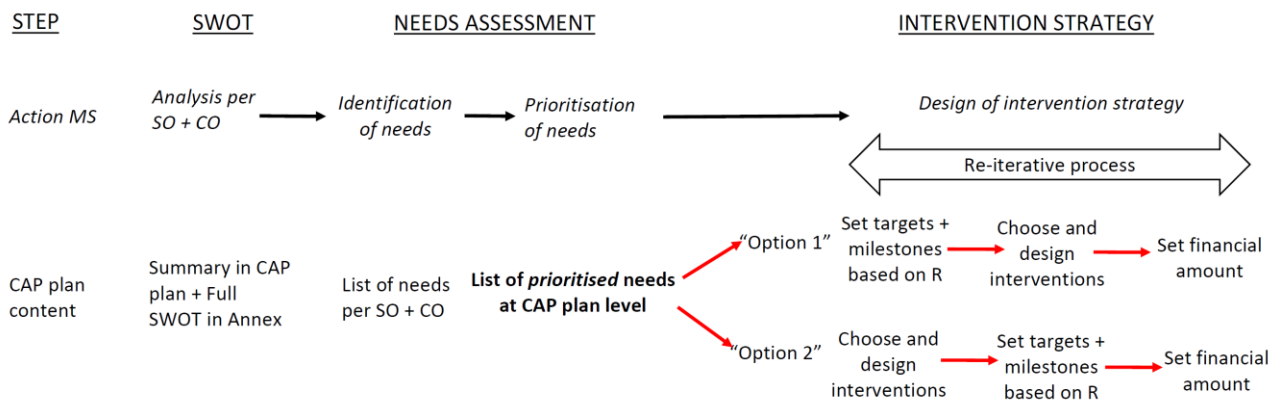 STEP
SWOT
NEEDS ASSESSMENT
INTERVENTION STRATEGY
Action MS
Analysis per
SO + CO
Identification
of needs
Prioritisation
of needs
Design of intervention strategy
Re-iterative process
CAP plan
content
Summary in CAP
plan + Full
SWOT in Annex
List of needs
per SO + CO
List of prioritised needs
at CAP plan level
“Option 1”
Set targets +
milestones
based on R
Choose and
design
interventions
Set financial
amount
“Option 2”
Choose and
design
interventions
Set targets +
milestones
based on R
Set financial
amount